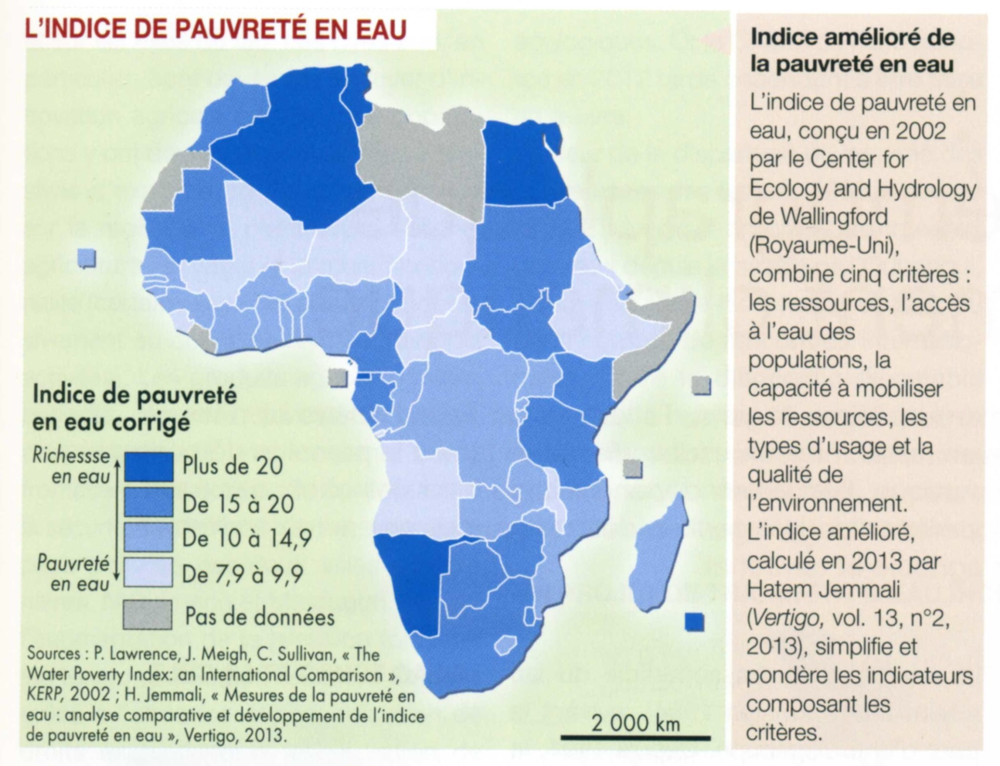 L'INDICE DE PAUVRETÉ EN EAU
Indice de pauvreté
en eau corrigé
Richessse
en eau
Plus de 20
De 15 à 20
De 10 à 14,9
Pauvreté
en eau
De 7,9 à 9,9
Pas de données
Sources : P. Lawrence, J. Meigh, C. Sullivan, « The
Water Poverty Index: an International Comparison »,
KERP, 2002 ; H. Jemmali, « Mesures de la pauvreté en
eau : analyse comparative et développement de l'indice
de pauvreté en eau », Vertigo, 2013.
2 000 km
Indice amélioré de
la pauvreté en eau
L'indice de pauvreté en
eau, conçu en 2002
par le Center for
Ecology and Hydrology
de Wallingford
(Royaume-Uni),
combine cinq critères :
les ressources, l'accès
à l'eau des
populations, la
capacité à mobiliser
les ressources, les
types d'usage et la
qualité de
l'environnement.
L'indice amélioré,
calculé en 2013 par
Hatem Jemmali
(Vertigo, vol. 13, n°2,
2013), simplifie et
pondère les indicateurs
composant les
critères.